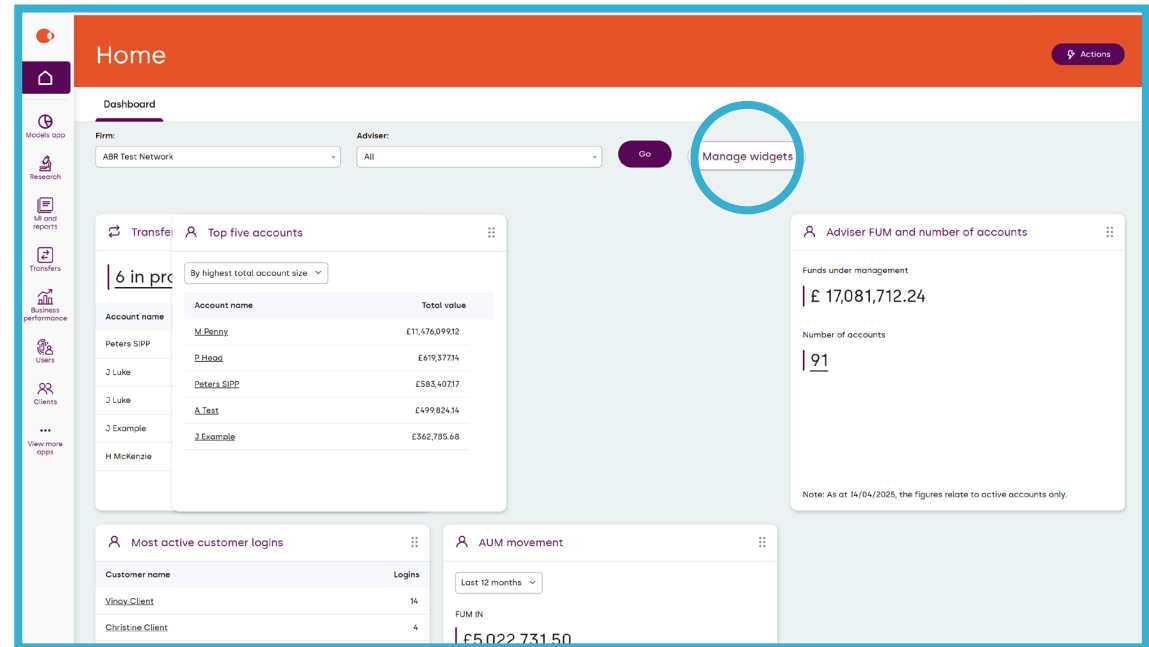 Home
Actions
Dashboard
Firm:
Adviser:
ABR Test Network
All
Go
Manage widgets
Models app
Research
MI and
reports
Transfers
Business
performance
Users
Clients
View more
apps
Transfe
6 in pro
Account name
Peters SIPP
J Luke
J Luke
J Example
H McKenzie
Top five accounts
By highest total account size
Account name Total value
M Penny £11,476,099.12
P Head £619,377.14
Peters SIPP £583,407.17
A Test £499,824.14
J Example £362,785.68
Adviser FUM and number of accounts
Funds under management
£ 17,081,712.24
Number of accounts
91
Note: As at 14/04/2025, the figures relate to active accounts only.
Most active customer logins
Customer name Logins
Vinay Client 14
Christine Client 4
AUM movement
Last 12 months
FUM IN
£5,022,731.50